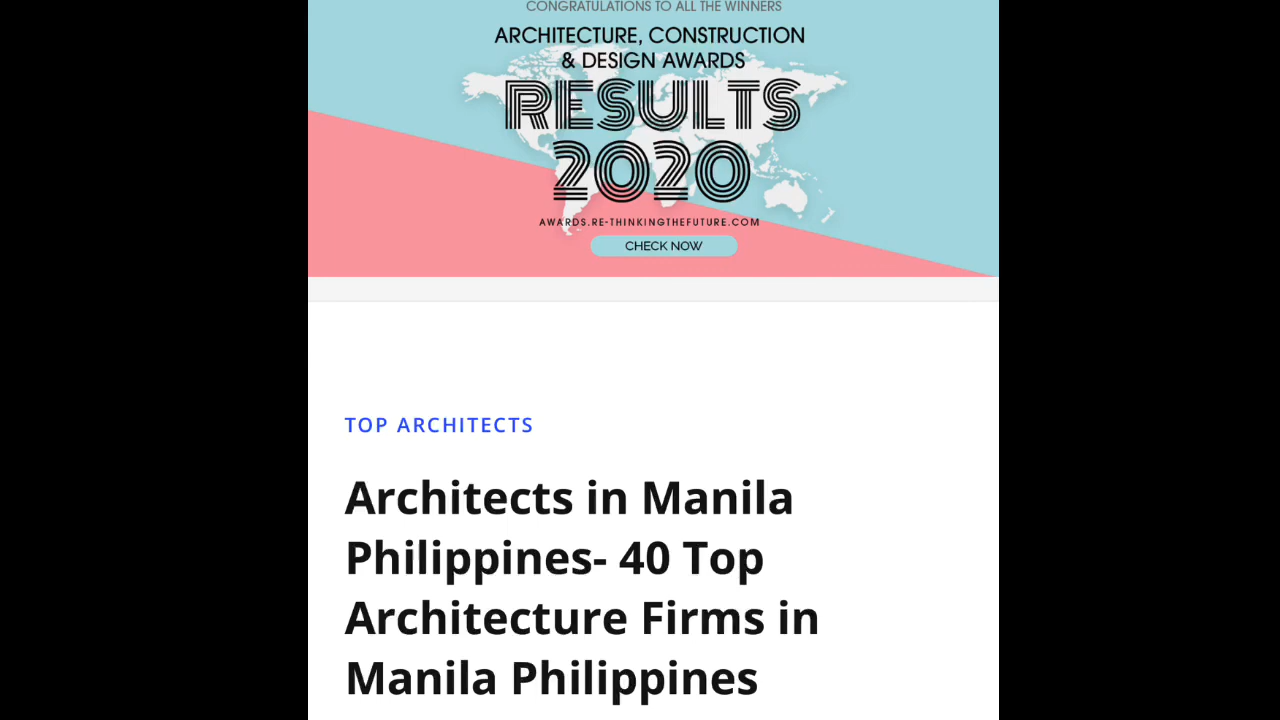 CONGRATULATIONS TO ALL THE WINNERS
ARCHITECTURE, CONSTRUCTION
& DESIGN AWARDS
RESULTS
2020
AWARDS.RE-THINKINGTHEFUTURE.COM
CHECK NOW
TOP ARCHITECTS
Architects in Manila
Philippines- 40 Top
Architecture Firms in
Manila Philippines